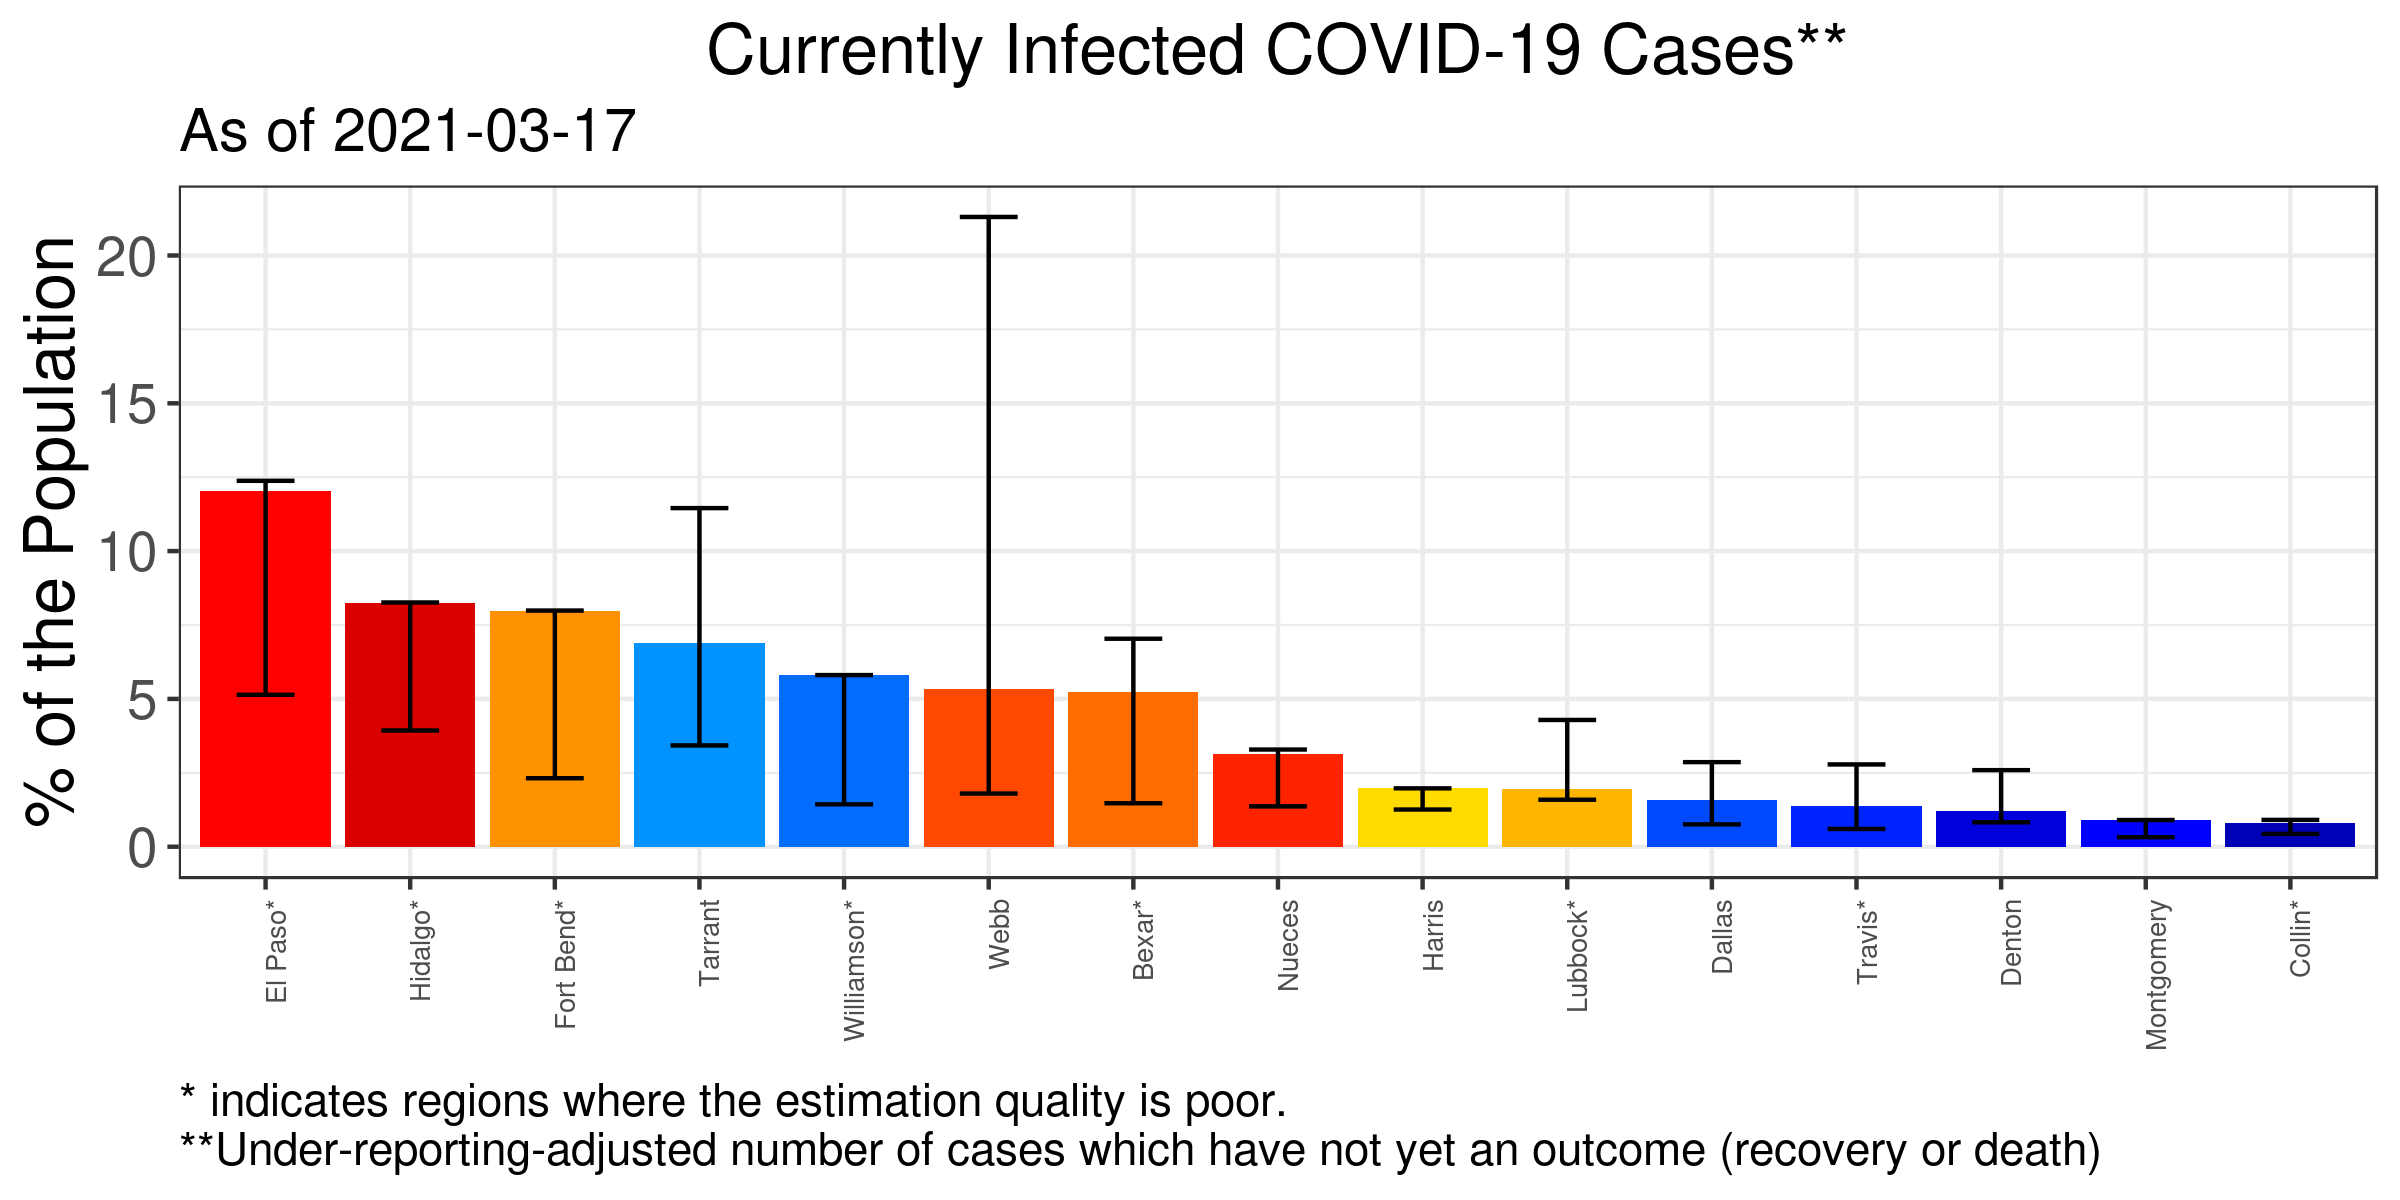 Currently Infected COVID-19 Cases**
As of 2021-03-17
% of the Population
20
15
10
5
0
El Paso*
Hidalgo*
Fort Bend*
Tarrant
Williamson*
Webb
Bexar*
Nueces
Harris
Lubbock*
Dallas
Travis*
Denton
Montgomery
Collin*
* indicates regions where the estimation quality is poor.
**Under-reporting-adjusted number of cases which have not yet an outcome (recovery or death)